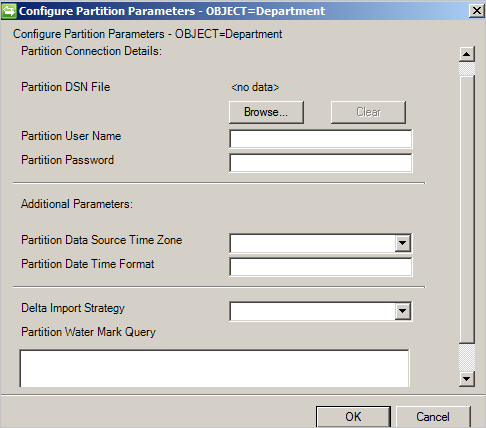 Configure Partition Parameters - OBJECT=Department
Configure Partition Parameters - OBJECT=Department
Partition Connection Details:
Partition DSN File <no data>
Browse... Clear
Partition User Name
Partition Password
Additional Parameters:
Partition Data Source Time Zone
Partition Date Time Format
Delta Import Strategy
Partition Water Mark Query
OK Cancel